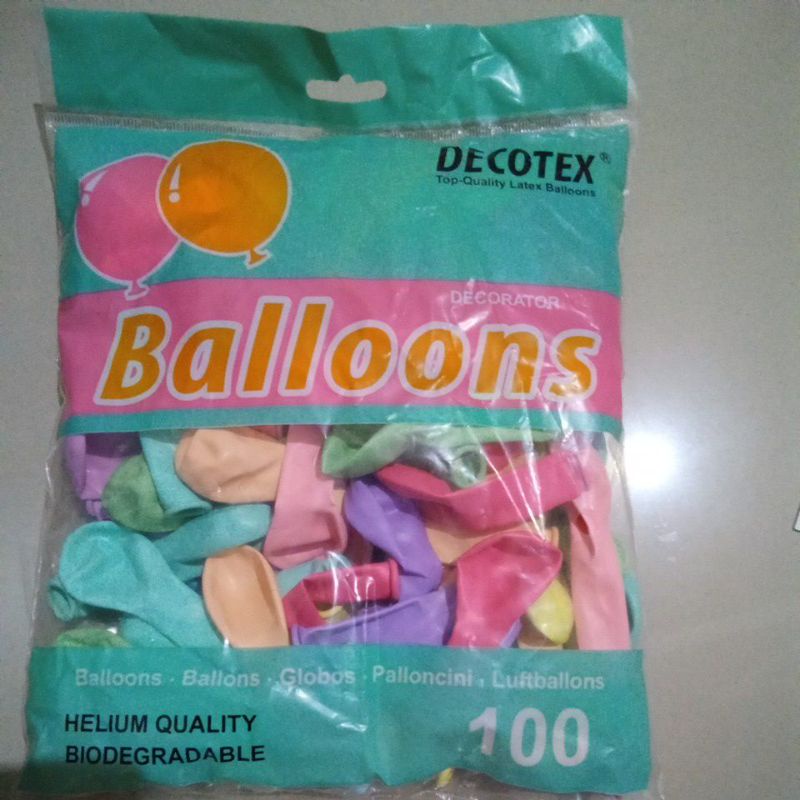 DECOTEX®
Top-Quality Latex Balloons
DECORATOR
Balloons
Balloons · Ballons · Globos · Palloncini · Luftballons
HELIUM QUALITY
BIODEGRADABLE
100